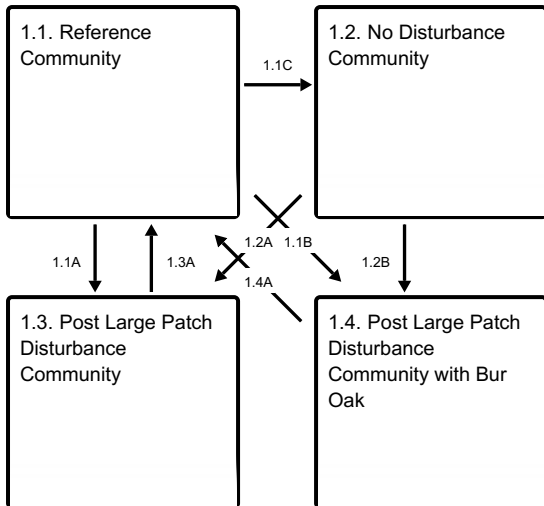 1.1. Reference
Community
1.1C
1.2. No Disturbance
Community
1.1A
1.3A
1.2A
1.1B
1.4A
1.2B
1.3. Post Large Patch
Disturbance
Community
1.4. Post Large Patch
Disturbance
Community with Bur
Oak